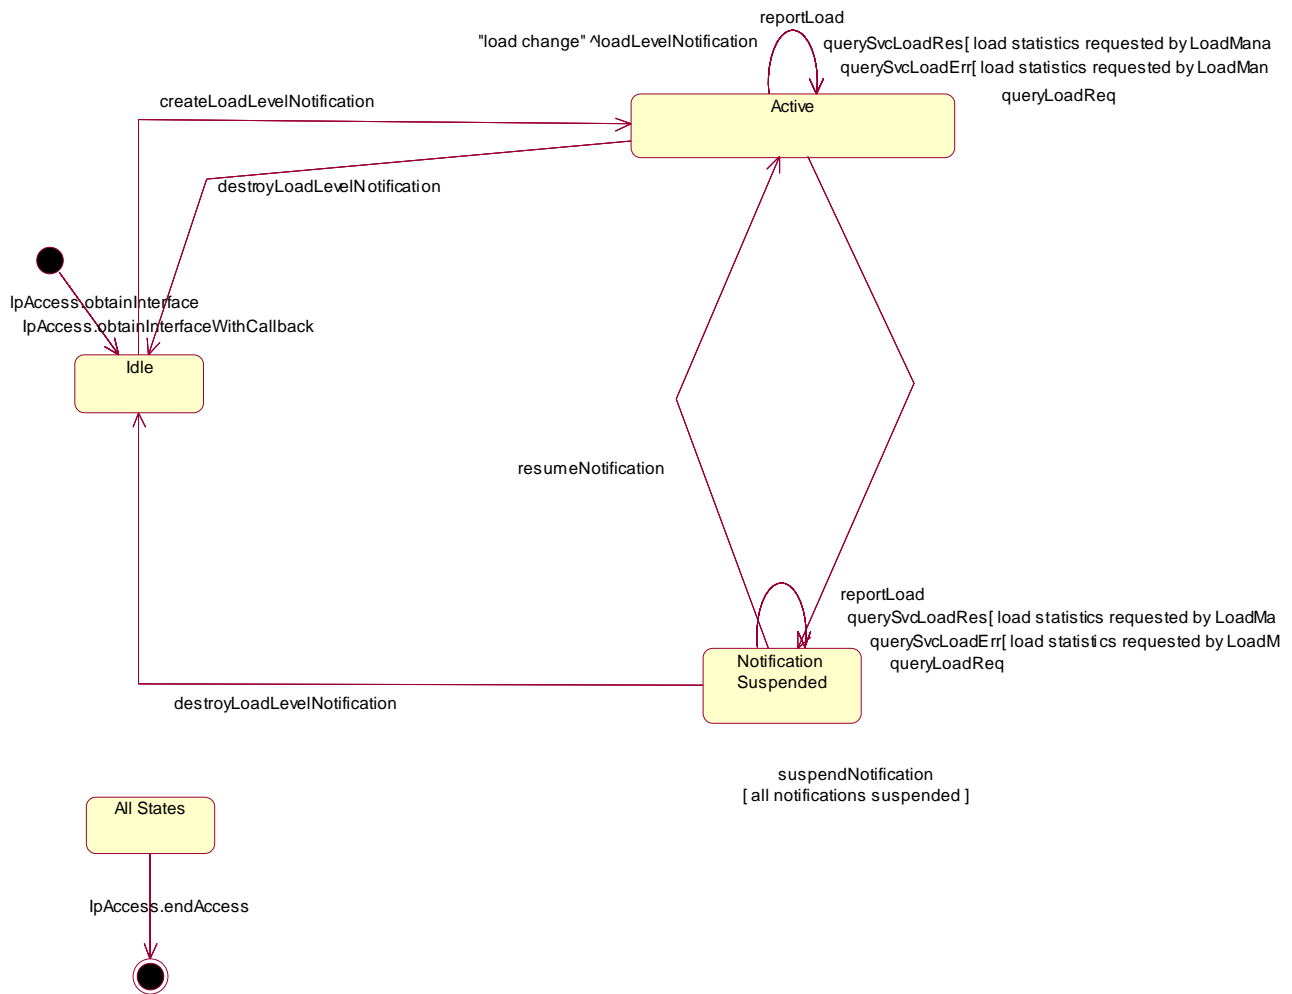 reportLoad
"load change" ^loadLevelNotification
querySvcLoadRes[ load statistics requested by LoadMana
querySvcLoadErr[ load statistics requested by LoadMan
queryLoadReq
createLoadLevelNotification
Active
destroyLoadLevelNotification
IpAccess.obtainInterface
IpAccess.obtainInterfaceWithCallback
Idle
resumeNotification
reportLoad
querySvcLoadRes[ load statistics requested by LoadMa
querySvcLoadErr[ load statistics requested by LoadM
queryLoadReq
Notification
Suspended
destroyLoadLevelNotification
suspendNotification
[ all notifications suspended ]
All States
IpAccess.endAccess